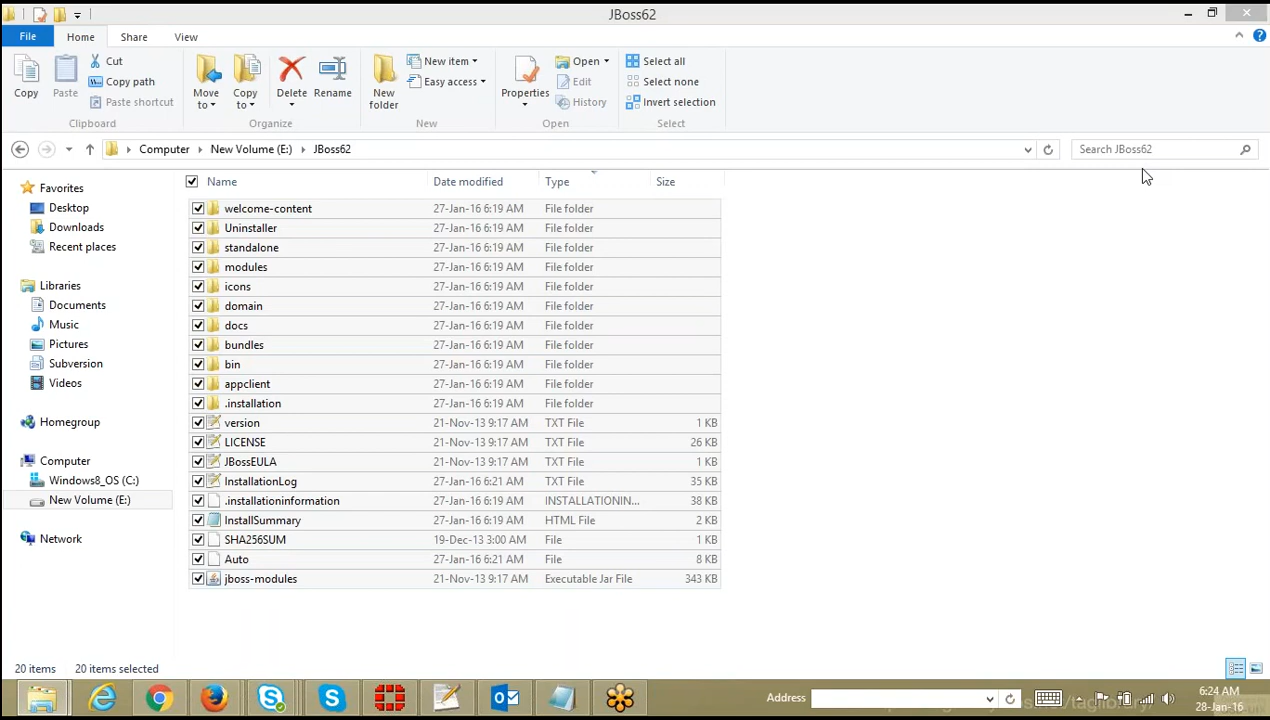 JBoss62
File Home Share View
Copy Paste Cut Copy path Paste shortcut Move to Copy to Delete Rename New folder New item Easy access Properties Open Edit History Select all Select none Invert selection
Clipboard Organize New Open Select
Computer New Volume (E:) JBoss62 Search JBoss62
Name Date modified Type Size
Favorites
Desktop
Downloads
Recent places
Libraries
Documents
Music
Pictures
Subversion
Videos
Homegroup
Computer
Windows8_OS (C:)
New Volume (E:)
Network
welcome-content 27-Jan-16 6:19 AM File folder
Uninstaller 27-Jan-16 6:19 AM File folder
standalone 27-Jan-16 6:19 AM File folder
modules 27-Jan-16 6:19 AM File folder
icons 27-Jan-16 6:19 AM File folder
domain 27-Jan-16 6:19 AM File folder
docs 27-Jan-16 6:19 AM File folder
bundles 27-Jan-16 6:19 AM File folder
bin 27-Jan-16 6:19 AM File folder
appclient 27-Jan-16 6:19 AM File folder
.installation 27-Jan-16 6:19 AM File folder
version 21-Nov-13 9:17 AM TXT File 1 KB
LICENSE 21-Nov-13 9:17 AM TXT File 26 KB
JBossEULA 21-Nov-13 9:17 AM TXT File 1 KB
InstallationLog 27-Jan-16 6:21 AM TXT File 35 KB
.installationinformation 27-Jan-16 6:19 AM INSTALLATIONIN... 38 KB
InstallSummary 27-Jan-16 6:19 AM HTML File 2 KB
SHA256SUM 19-Dec-13 3:00 AM File 1 KB
Auto 27-Jan-16 6:21 AM File 8 KB
jboss-modules 21-Nov-13 9:17 AM Executable Jar File 343 KB
20 items 20 items selected
Address
6:24 AM
28-Jan-16